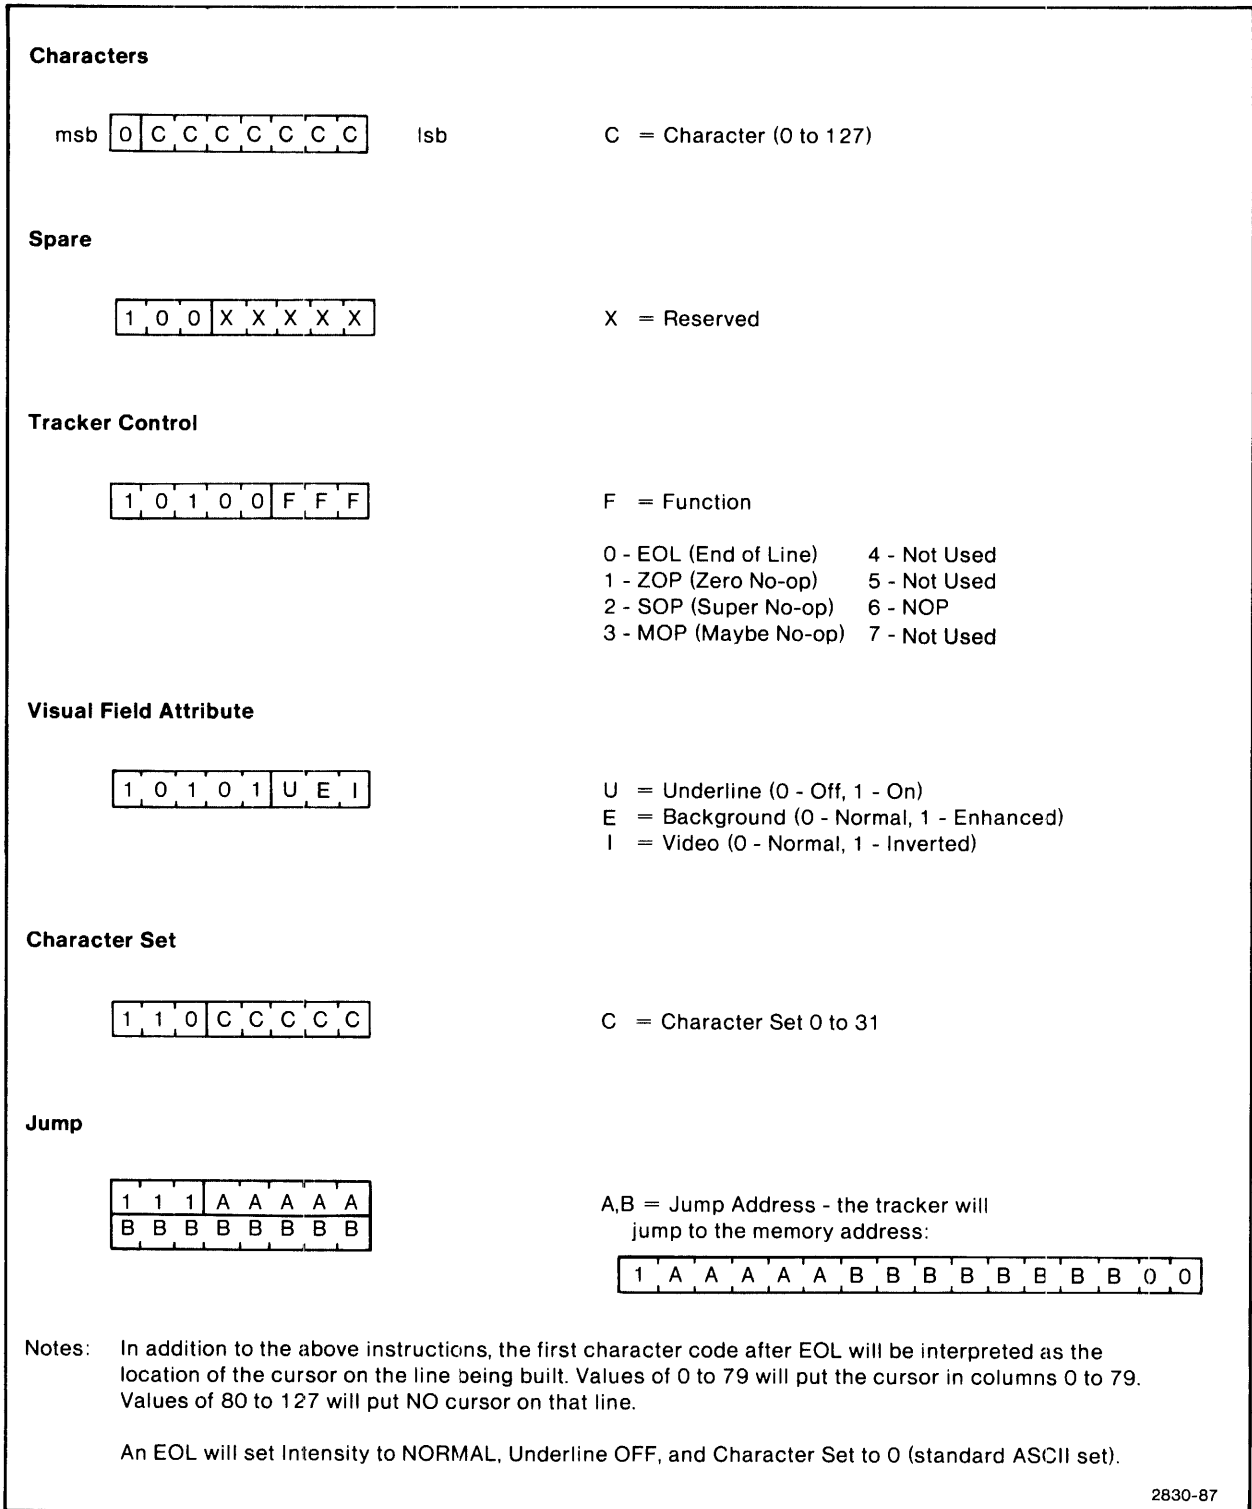 Characters
msb 0 C C C C C C C lsb C = Character (0 to 127)
Spare
1 0 0 X X X X X X = Reserved
Tracker Control
1 0 1 0 0 F F F F = Function
0 - EOL (End of Line) 4 - Not Used
1 - ZOP (Zero No-op) 5 - Not Used
2 - SOP (Super No-op) 6 - NOP
3 - MOP (Maybe No-op) 7 - Not Used
Visual Field Attribute
1 0 1 0 1 U E I U = Underline (0 - Off, 1 - On)
E = Background (0 - Normal, 1 - Enhanced)
I = Video (0 - Normal, 1 - Inverted)
Character Set
1 1 0 C C C C C C = Character Set 0 to 31
Jump
1 1 1 A A A A A A,B = Jump Address - the tracker will
B B B B B B B B jump to the memory address:
1 A A A A A B B B B B B B B 0 0
Notes: In addition to the above instructions, the first character code after EOL will be interpreted as the
location of the cursor on the line being built. Values of 0 to 79 will put the cursor in columns 0 to 79.
Values of 80 to 127 will put NO cursor on that line.
An EOL will set Intensity to NORMAL, Underline OFF, and Character Set to 0 (standard ASCII set).
2830-87